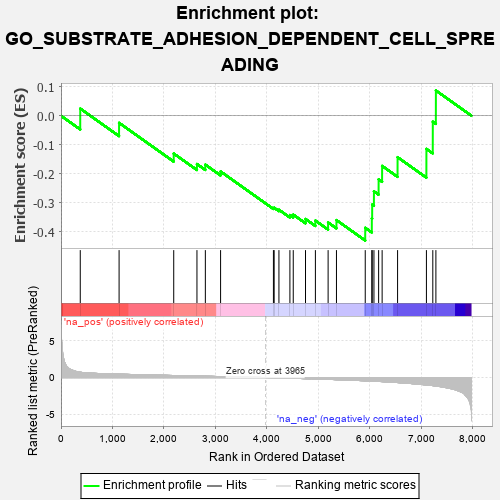 Enrichment plot:
GO_SUBSTRATE_ADHESION_DEPENDENT_CELL_SPRE
ADING
Enrichment score (ES)
0.1
0.0
-0.1
-0.2
-0.3
-0.4
'na_pos' (positively correlated)
Ranked list metric (PreRanked)
5
0
-5
Zero cross at 3965
'na_neg' (negatively correlated)
0
1,000
2,000
3,000
4,000
5,000
6,000
7,000
8,000
Rank in Ordered Dataset
Enrichment profile
Hits
Ranking metric scores